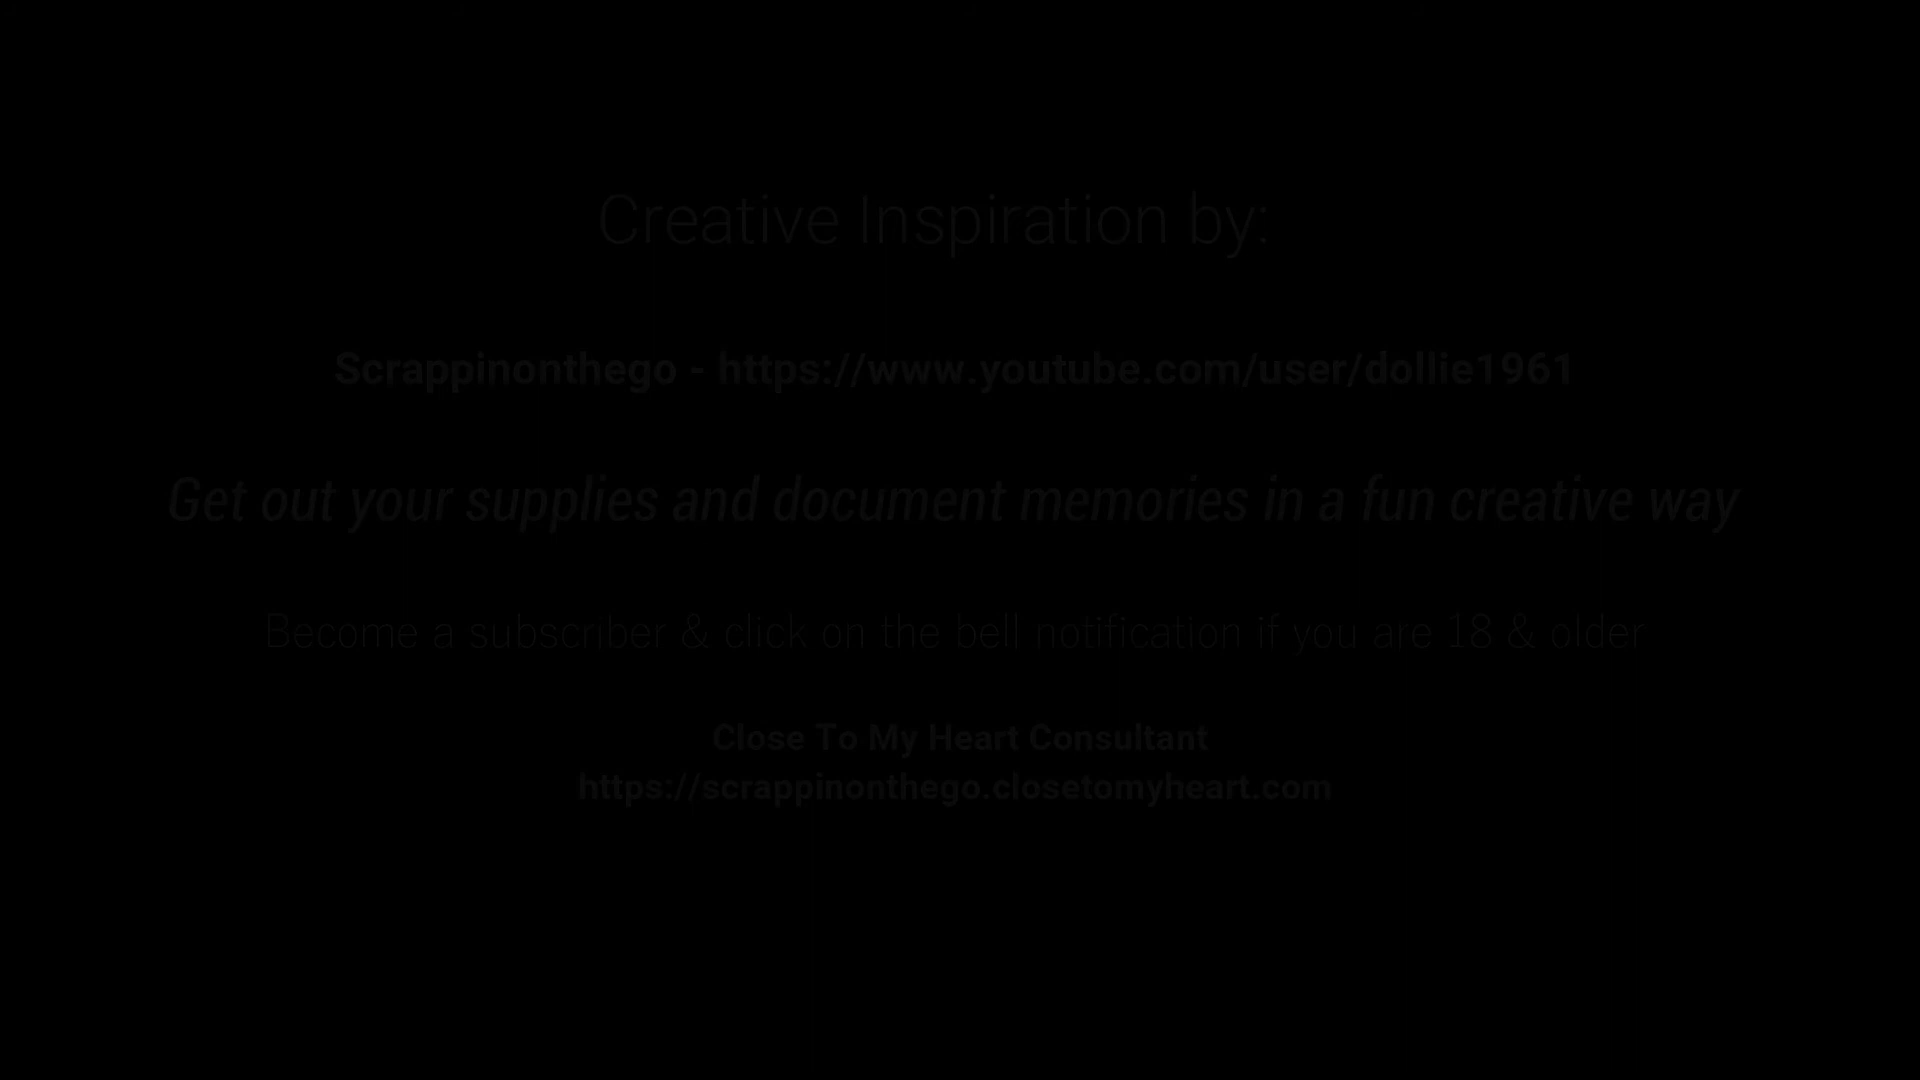 Creative Inspiration by:
Scrappinonthego - https://www.youtube.com/user/dollie1961
Get out your supplies and document memories in a fun creative way
Become a subscriber & click on the bell notification if you are 18 & older
Close To My Heart Consultant
https://scrappinonthego.closetomyheart.com